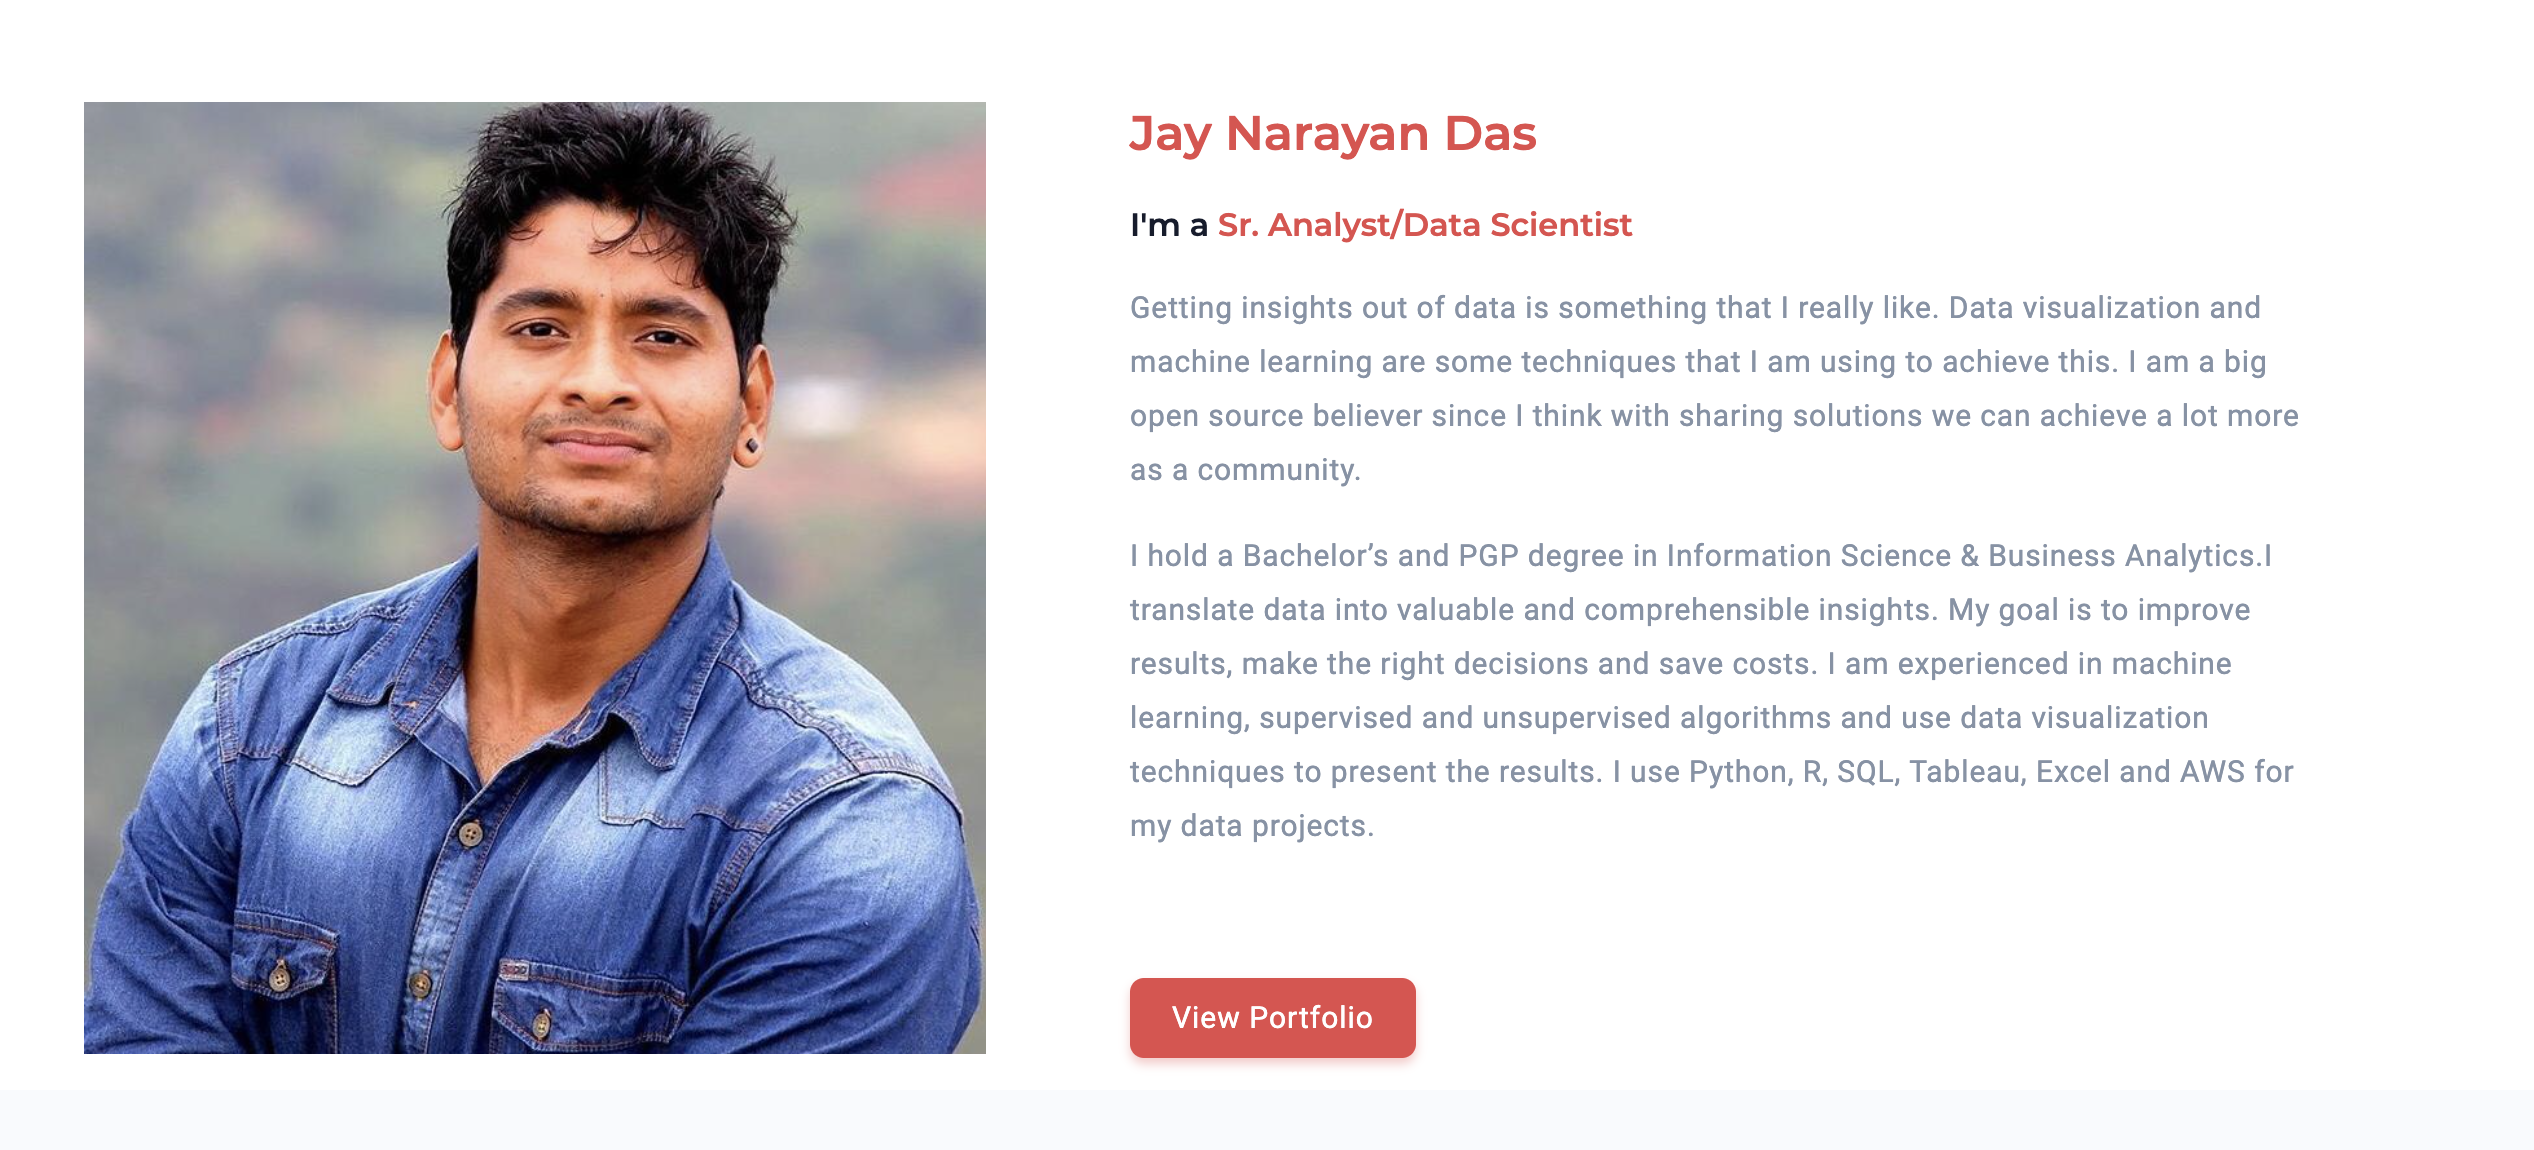 Jay Narayan Das
I'm a Sr. Analyst/Data Scientist
Getting insights out of data is something that I really like. Data visualization and
machine learning are some techniques that I am using to achieve this. I am a big
open source believer since I think with sharing solutions we can achieve a lot more
as a community.
I hold a Bachelor’s and PGP degree in Information Science & Business Analytics.I
translate data into valuable and comprehensible insights. My goal is to improve
results, make the right decisions and save costs. I am experienced in machine
learning, supervised and unsupervised algorithms and use data visualization
techniques to present the results. I use Python, R, SQL, Tableau, Excel and AWS for
my data projects.
View Portfolio